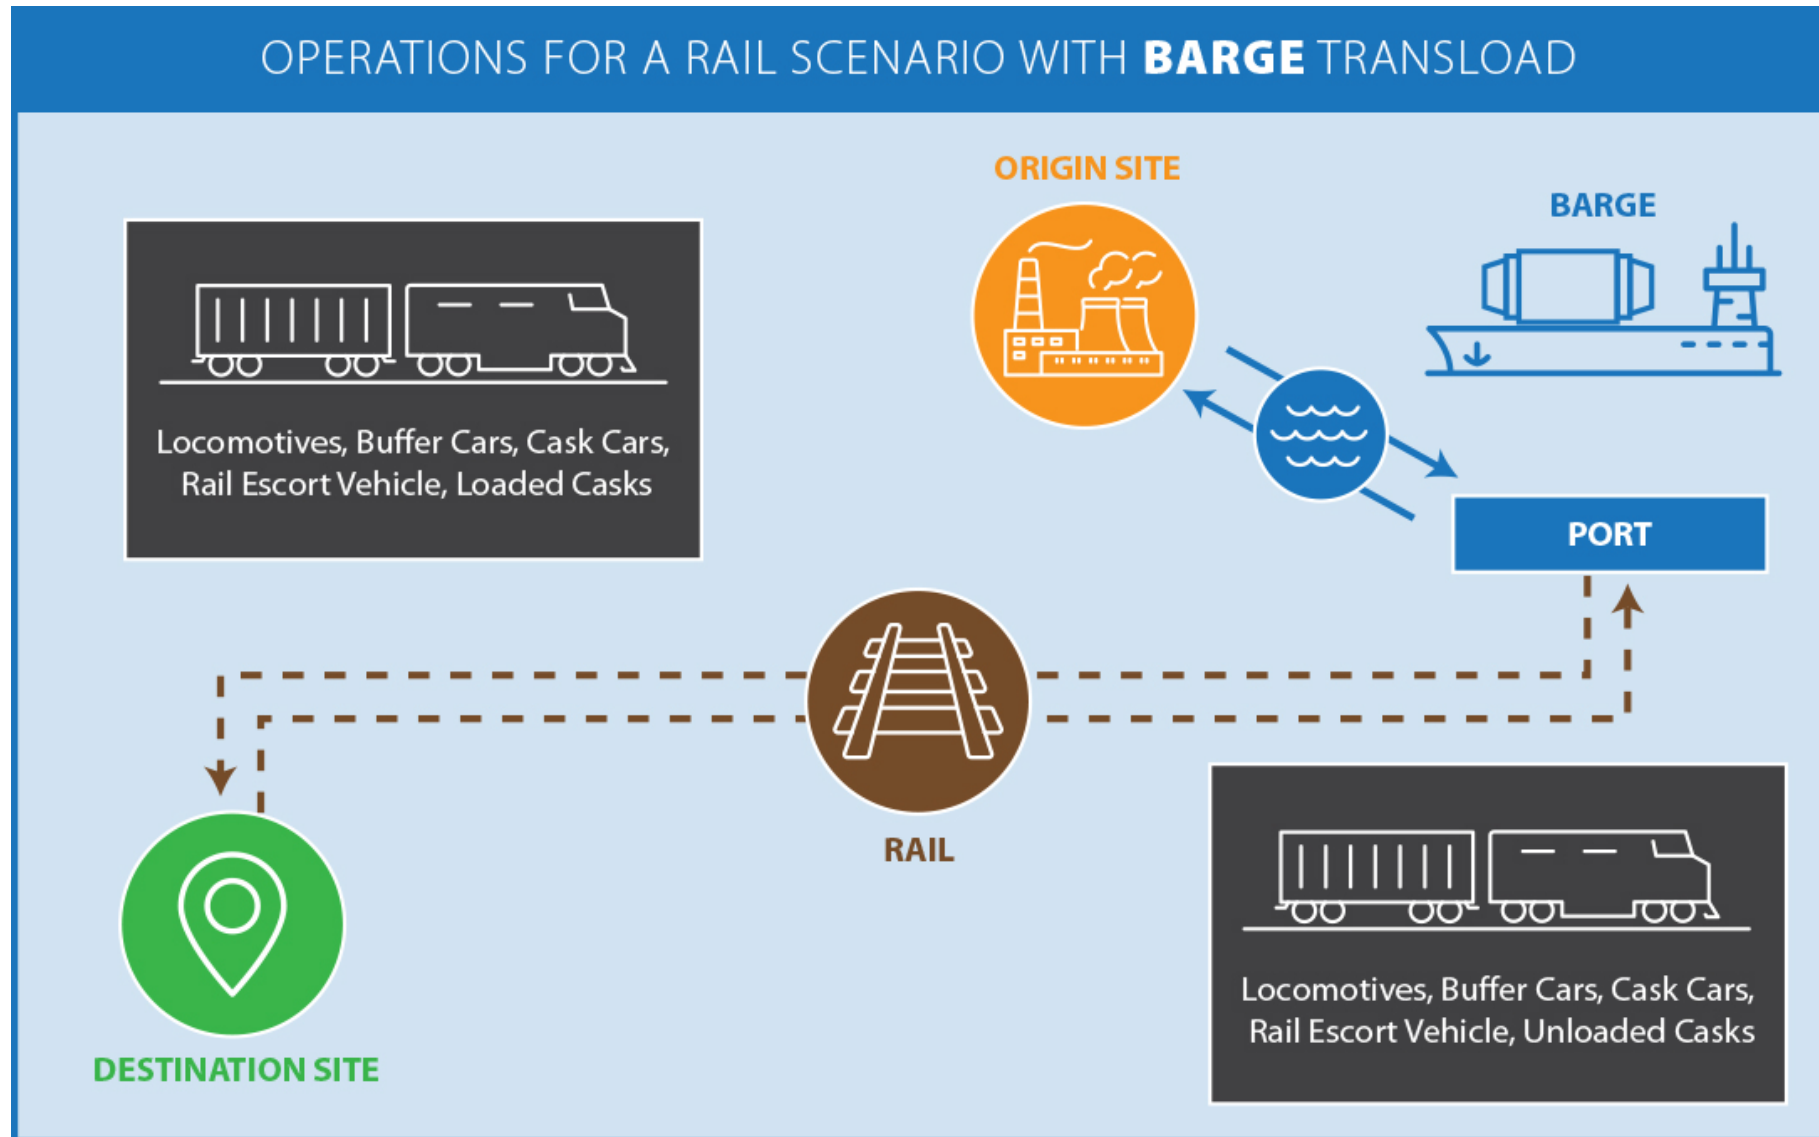 OPERATIONS FOR A RAIL SCENARIO WITH BARGE TRANSLOAD
ORIGIN SITE
BARGE
Locomotives, Buffer Cars, Cask Cars,
Rail Escort Vehicle, Loaded Casks
PORT
RAIL
Locomotives, Buffer Cars, Cask Cars,
Rail Escort Vehicle, Unloaded Casks
DESTINATION SITE